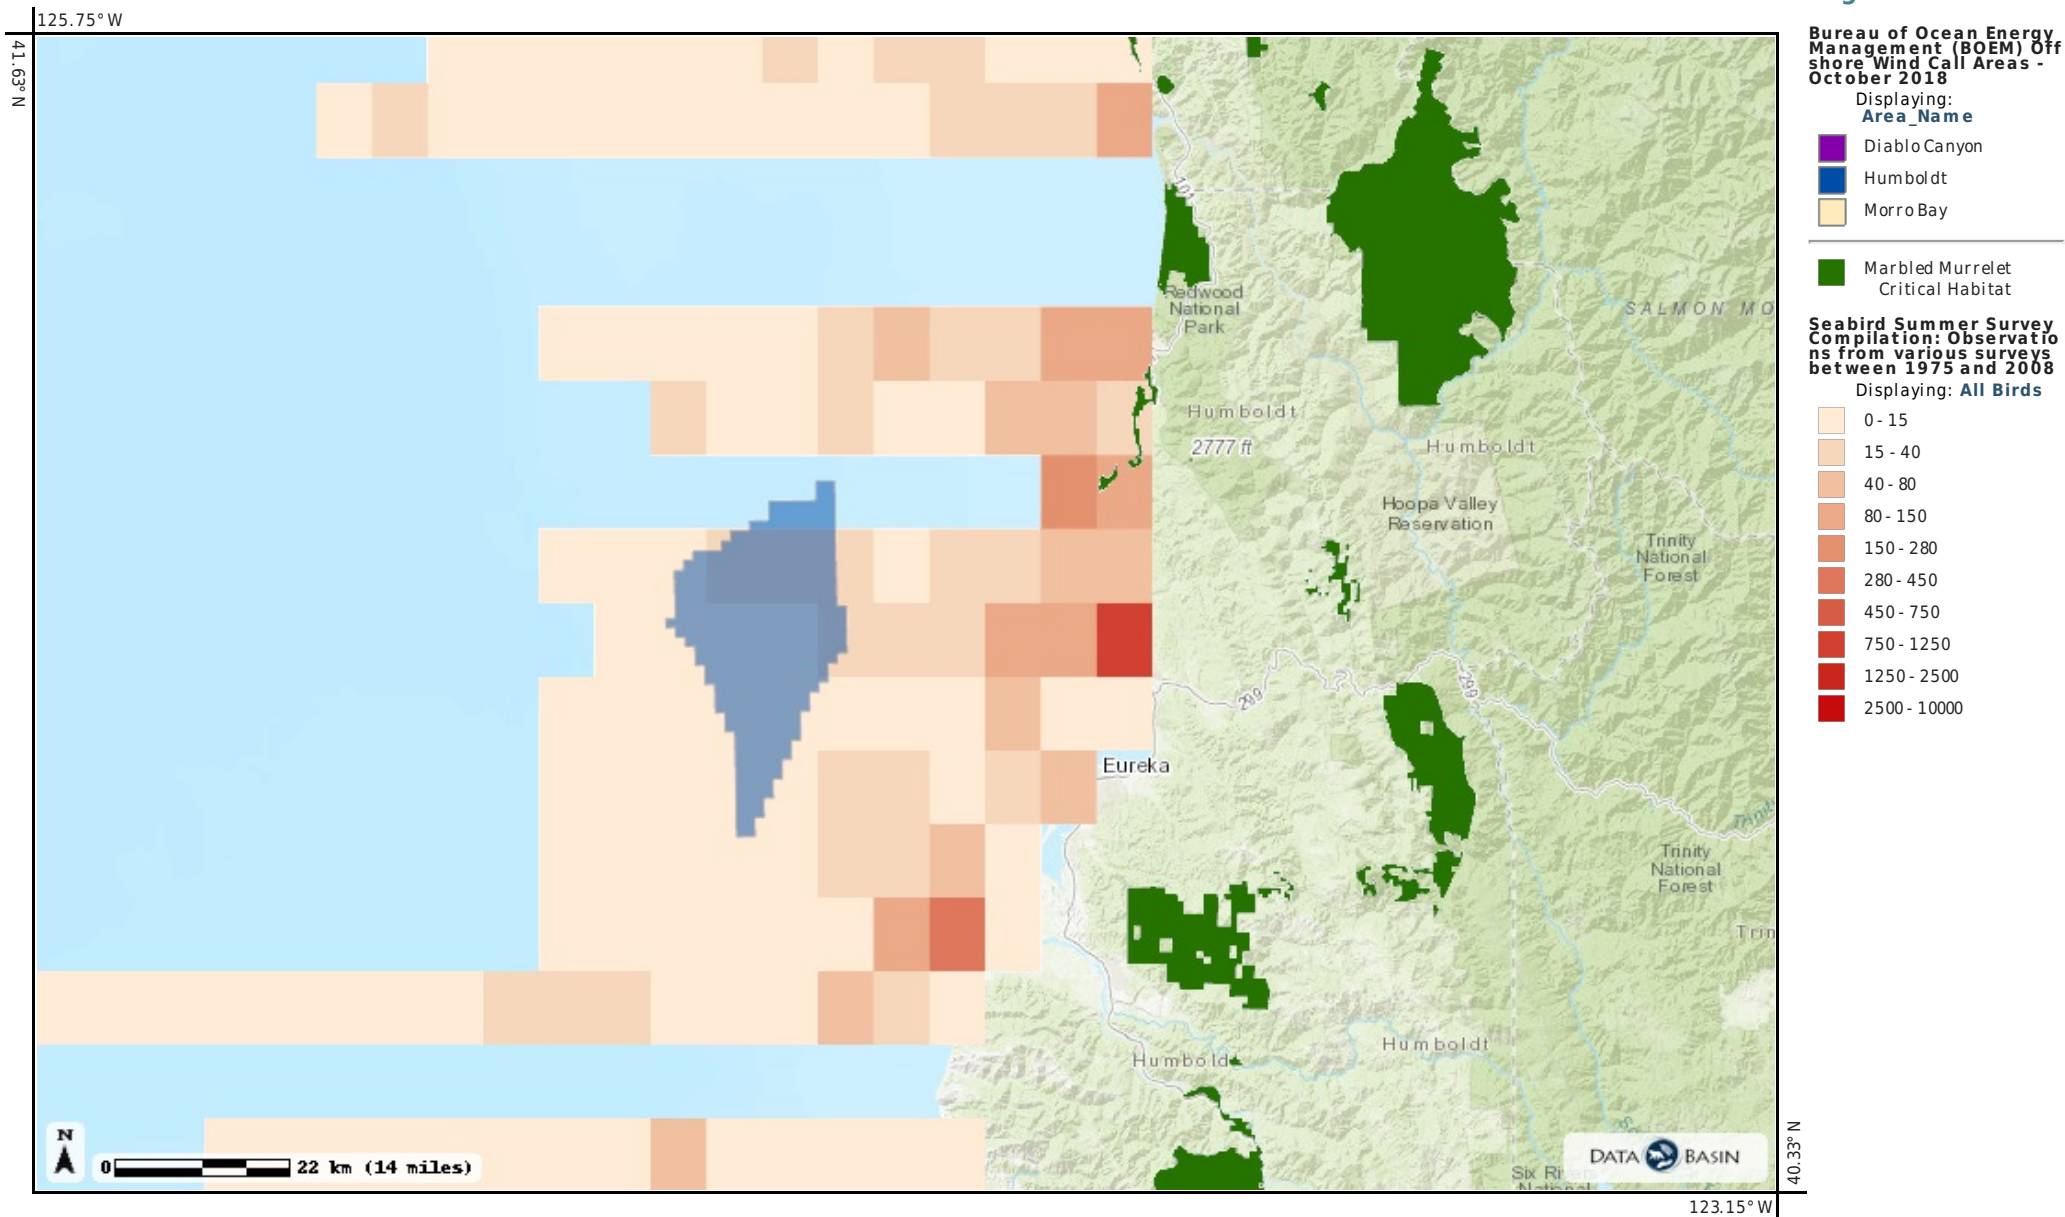 125.75° W
41.63° N
101
Redwood
National
Park
SALMON MO
Humboldt
2777 ft
Humboldt
Hoopa Valley
Reservation
Trinity
National
Forest
299
299
Eureka
Trinity
National
Forest
Trin
Humbold
Humboldt
Six Rivers
National
N
0 22 km (14 miles)
DATA BASIN
40.33° N
123.15° W
Bureau of Ocean Energy
Management (BOEM) Off
shore Wind Call Areas -
October 2018
Displaying:
Area_Name
Diablo Canyon
Humboldt
Morro Bay
Marbled Murrelet
Critical Habitat
Seabird Summer Survey
Compilation: Observatio
ns from various surveys
between 1975 and 2008
Displaying: All Birds
0 - 15
15 - 40
40 - 80
80 - 150
150 - 280
280 - 450
450 - 750
750 - 1250
1250 - 2500
2500 - 10000